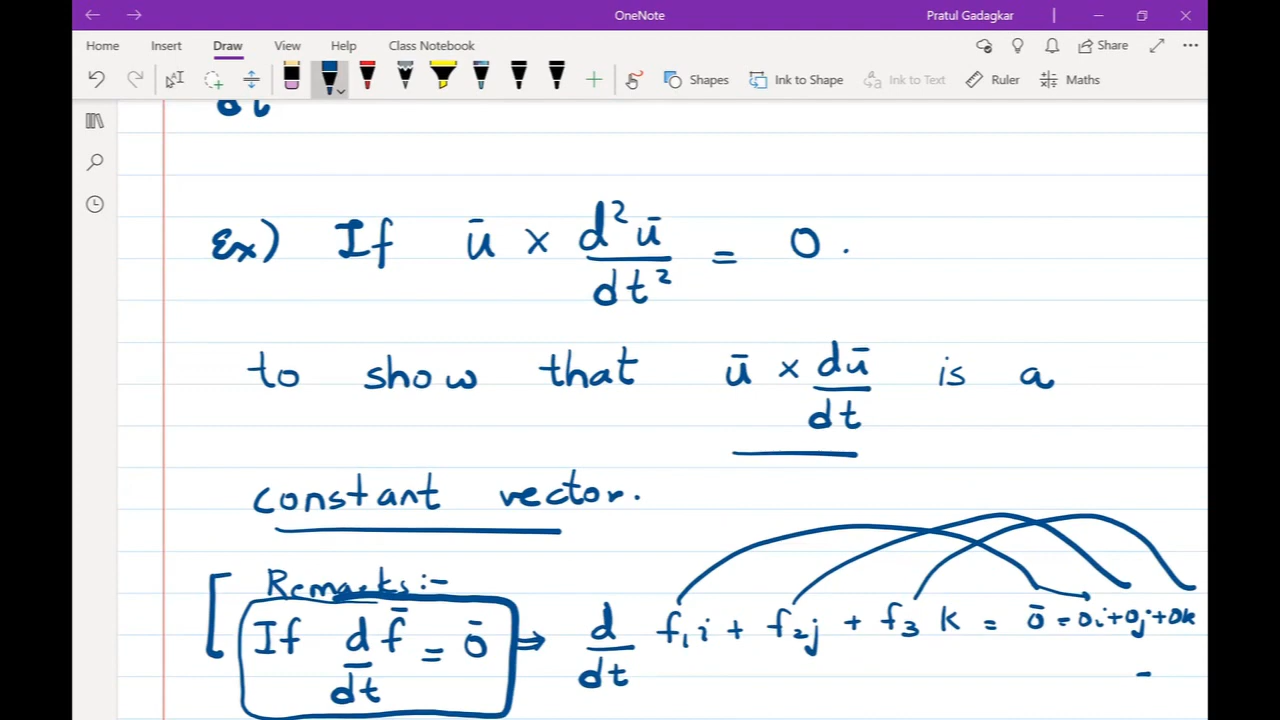 OneNote
Pratul Gadagkar
Home Insert Draw View Help Class Notebook Share
Shapes Ink to Shape Ink to Text Ruler Maths
dt
Ex) If ū × d²ū/dt² = 0.
to show that ū × dū/dt is a
constant vector.
[ Remarks :-
If d/dt f̄ = 0̄ ⇒ d/dt f₁i + f₂j + f₃k = 0̄ = 0i+0j+0k
-